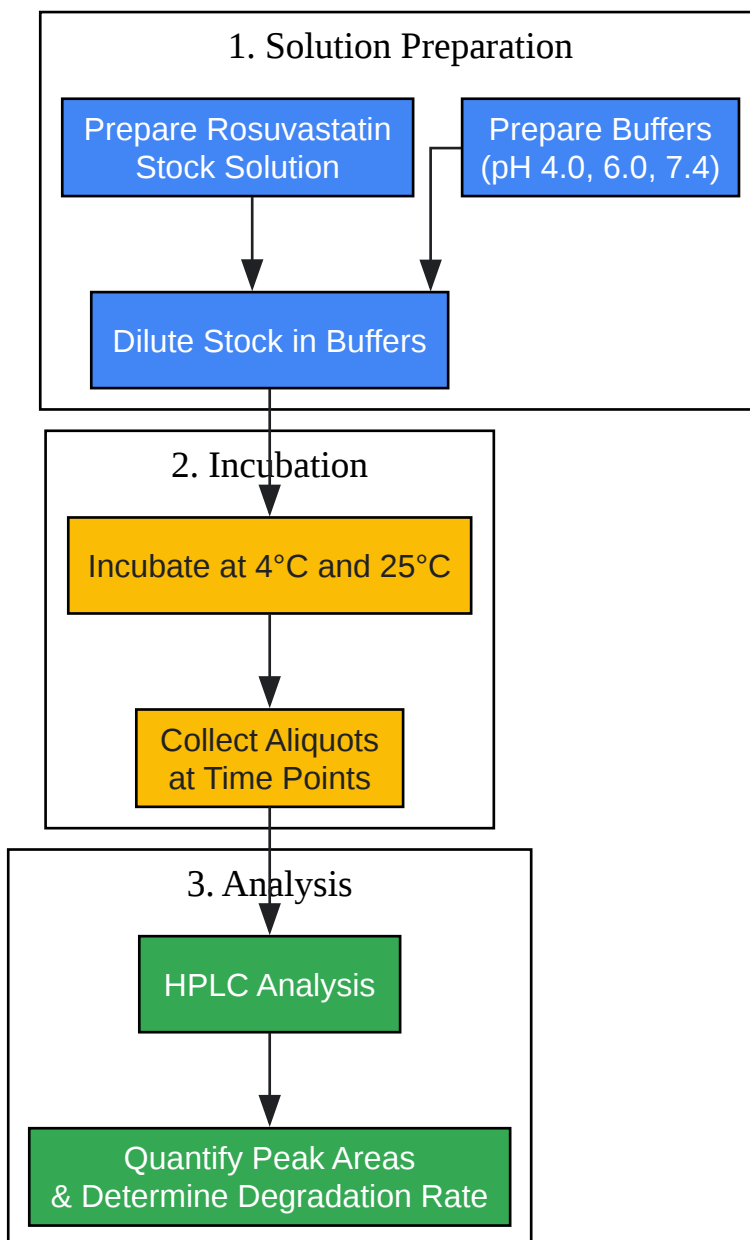 1. Solution Preparation
Prepare Rosuvastatin
Stock Solution
Prepare Buffers
(pH 4.0, 6.0, 7.4)
Dilute Stock in Buffers
2. Incubation
Incubate at 4°C and 25°C
Collect Aliquots
at Time Points
3. Analysis
HPLC Analysis
Quantify Peak Areas
& Determine Degradation Rate